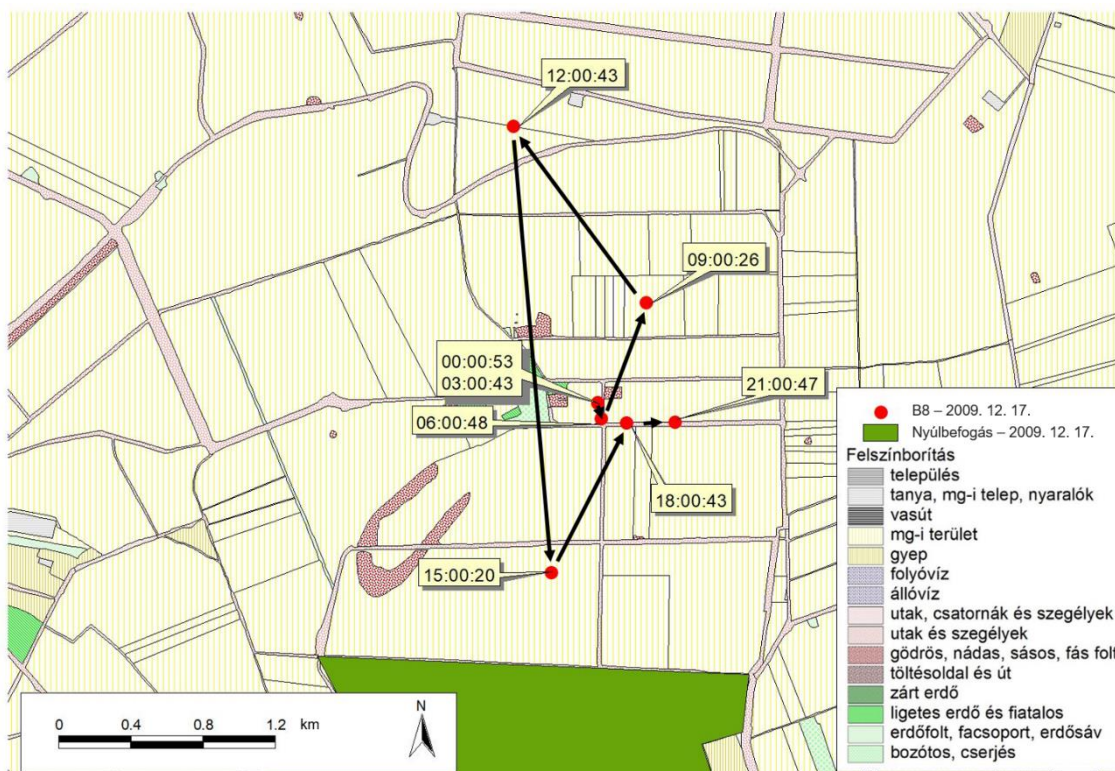 12:00:43
09:00:26
00:00:53
03:00:43
21:00:47
06:00:48
18:00:43
15:00:20
B8 – 2009. 12. 17.
Nyúlbefogás – 2009. 12. 17.
Felszínborítás
település
tanya, mg-i telep, nyaralók
vasút
mg-i terület
gyep
folyóvíz
állóvíz
utak, csatornák és szegélyek
utak és szegélyek
gödrös, nádas, sásos, fás folt
töltésoldal és út
zárt erdő
ligetes erdő és fiatalos
erdőfolt, facsoport, erdősáv
bozótos, cserjés
0 0.4 0.8 1.2 km
N